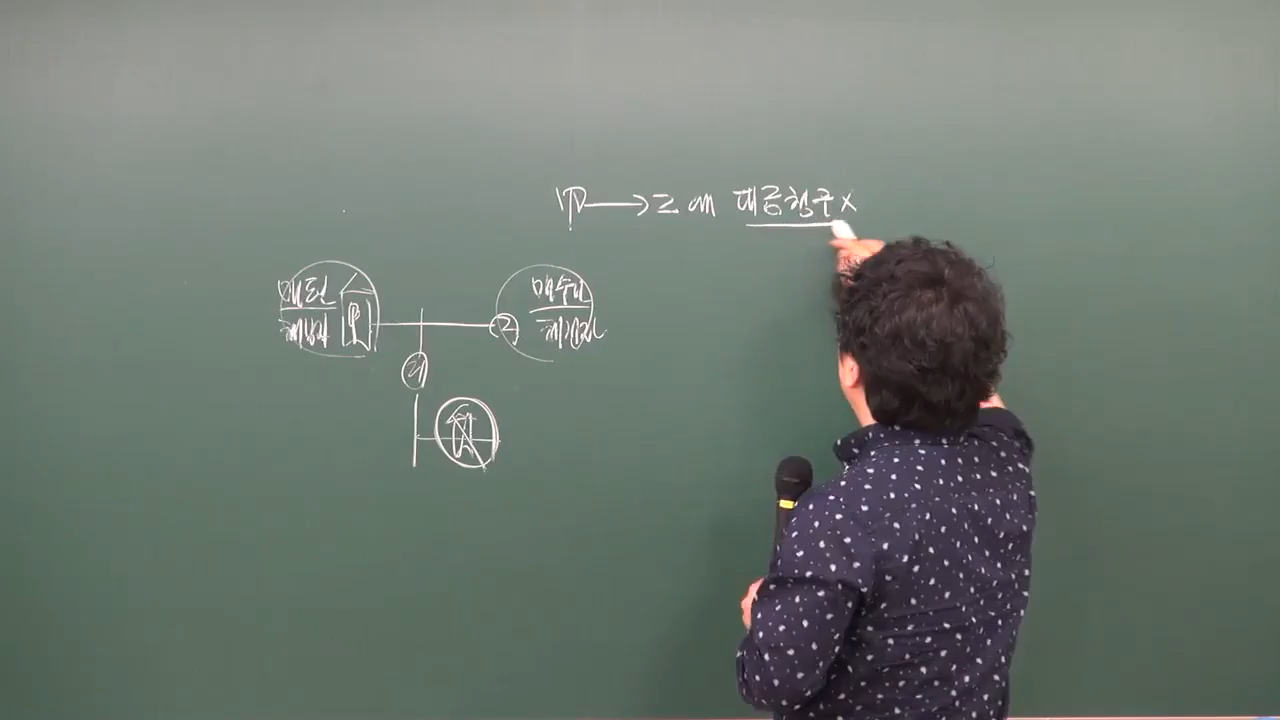 甲→乙에 대금청구X
매도인
채무자 甲
매수인
乙 채권자